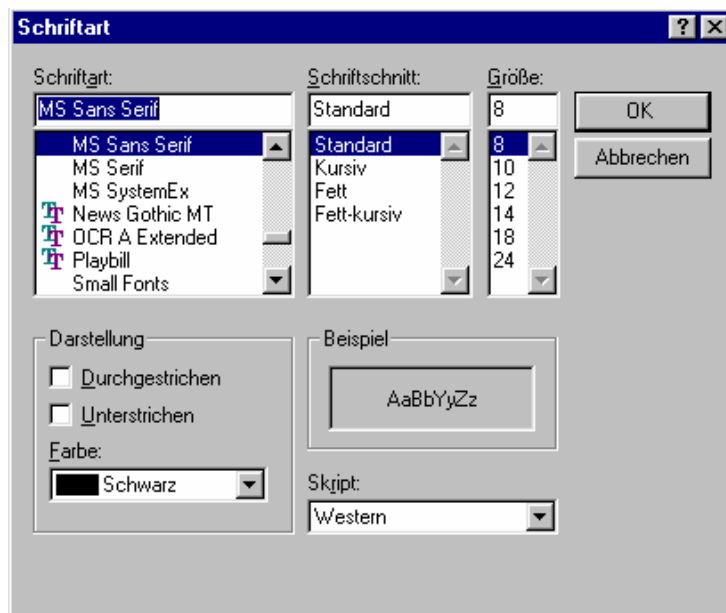 Schriftart
Schriftart:
MS Sans Serif
MS Sans Serif
MS Serif
MS SystemEx
News Gothic MT
OCR A Extended
Playbill
Small Fonts
Schriftschnitt:
Standard
Standard
Kursiv
Fett
Fett-kursiv
Größe:
8
8
10
12
14
18
24
OK
Abbrechen
Darstellung
Durchgestrichen
Unterstrichen
Farbe:
Schwarz
Beispiel
AaBbYyZz
Skript:
Western